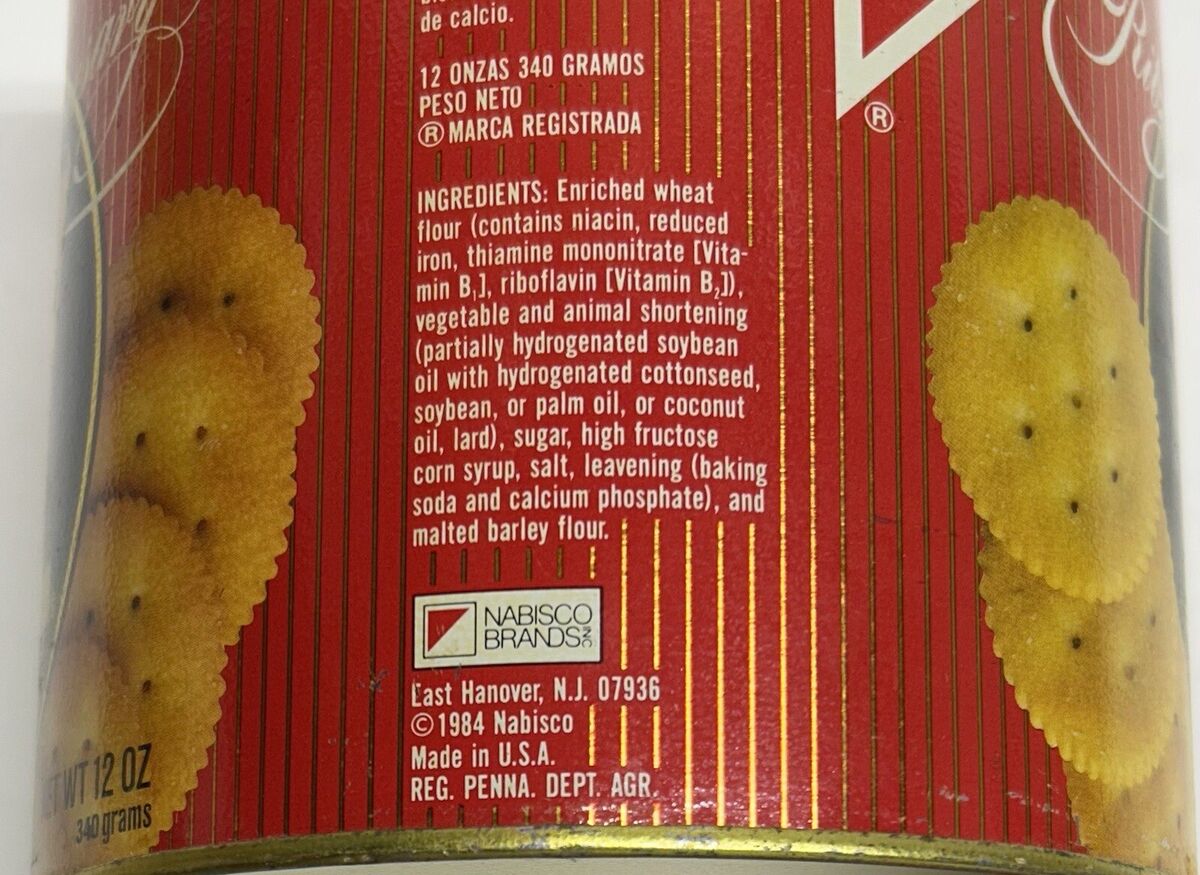 de calcio.
12 ONZAS 340 GRAMOS
PESO NETO
® MARCA REGISTRADA
®
INGREDIENTS: Enriched wheat
flour (contains niacin, reduced
iron, thiamine mononitrate [Vita-
min B₁], riboflavin [Vitamin B₂]),
vegetable and animal shortening
(partially hydrogenated soybean
oil with hydrogenated cottonseed,
soybean, or palm oil, or coconut
oil, lard), sugar, high fructose
corn syrup, salt, leavening (baking
soda and calcium phosphate), and
malted barley flour.
NABISCO
BRANDS INC
East Hanover, N.J. 07936
©1984 Nabisco
Made in U.S.A.
REG. PENNA. DEPT. AGR.
WT 12 OZ
340 grams